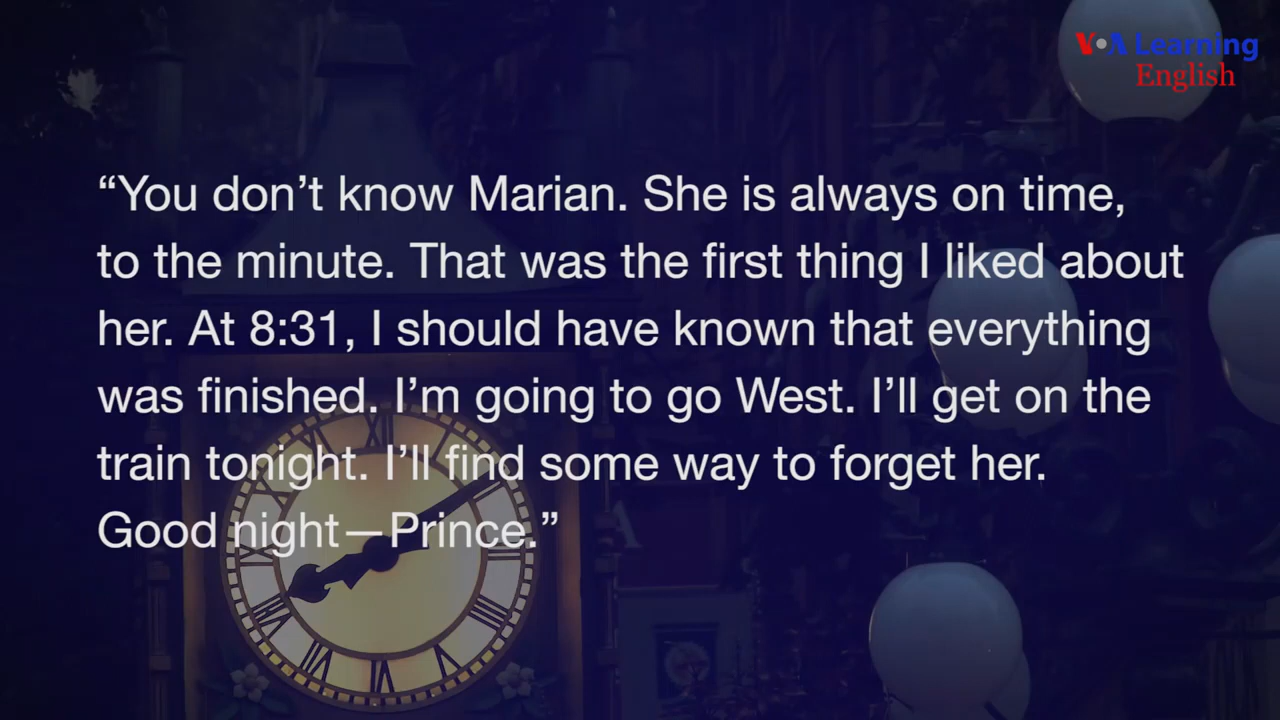 VOA Learning
English
“You don’t know Marian. She is always on time,
to the minute. That was the first thing I liked about
her. At 8:31, I should have known that everything
was finished. I’m going to go West. I’ll get on the
train tonight. I’ll find some way to forget her.
Good night—Prince.”